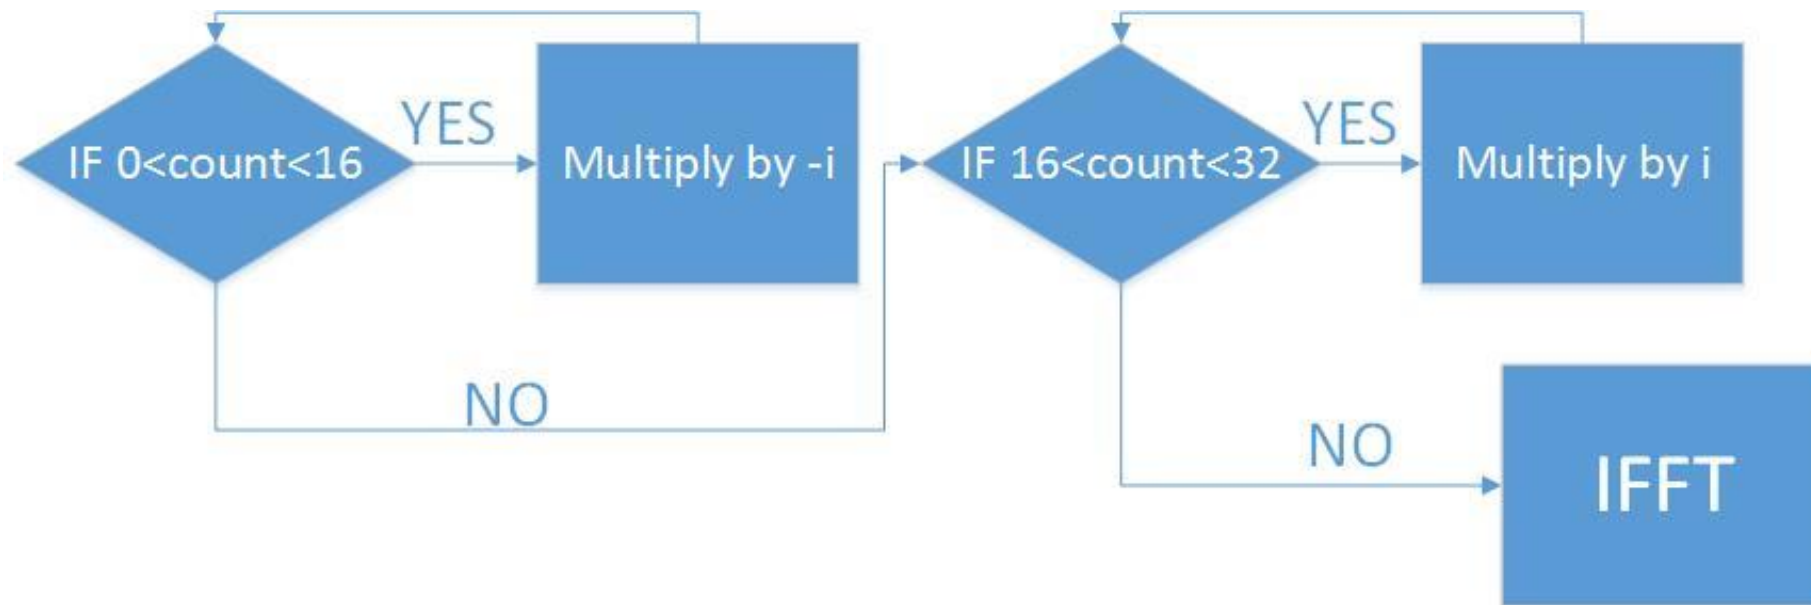 IF 0<count<16
YES
Multiply by -i
IF 16<count<32
YES
Multiply by i
NO
NO
IFFT